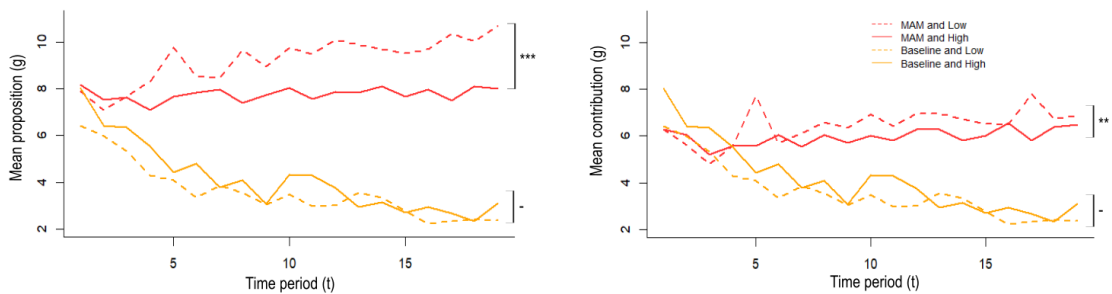 Mean proposition (g)
10
8
6
4
2
5
10
15
Time period (t)
***
-
Mean contribution (g)
10
8
6
4
2
5
10
15
Time period (t)
MAM and Low
MAM and High
Baseline and Low
Baseline and High
**
-